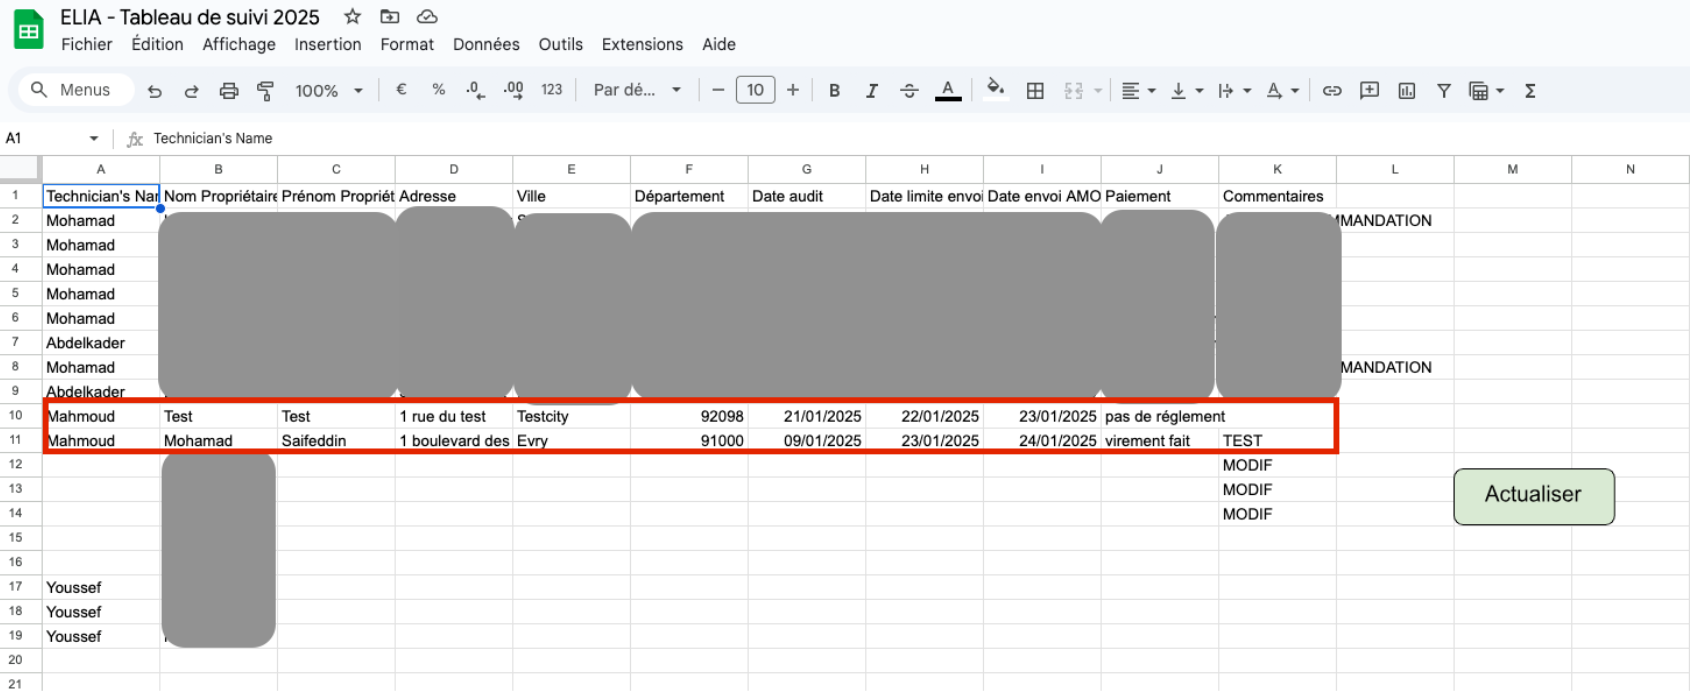 ELIA - Tableau de suivi 2025
Fichier Édition Affichage Insertion Format Données Outils Extensions Aide
Menus 100% € % .0 .00 123 Par dé... 10 B I A A Σ
A1 fx Technician's Name
A B C D E F G H I J K L M N
1 Technician's Nar Nom Propriétaire Prénom Propriét Adresse Ville Département Date audit Date limite envoi Date envoi AMO Paiement Commentaires
2 Mohamad MMANDATION
3 Mohamad
4 Mohamad
5 Mohamad
6 Mohamad
7 Abdelkader
8 Mohamad MANDATION
9 Abdelkader
10 Mahmoud Test Test 1 rue du test Testcity 92098 21/01/2025 22/01/2025 23/01/2025 pas de réglement
11 Mahmoud Mohamad Saifeddin 1 boulevard des Evry 91000 09/01/2025 23/01/2025 24/01/2025 virement fait TEST
12 MODIF
13 MODIF
Actualiser
14 MODIF
15
16
17 Youssef
18 Youssef
19 Youssef
20
21